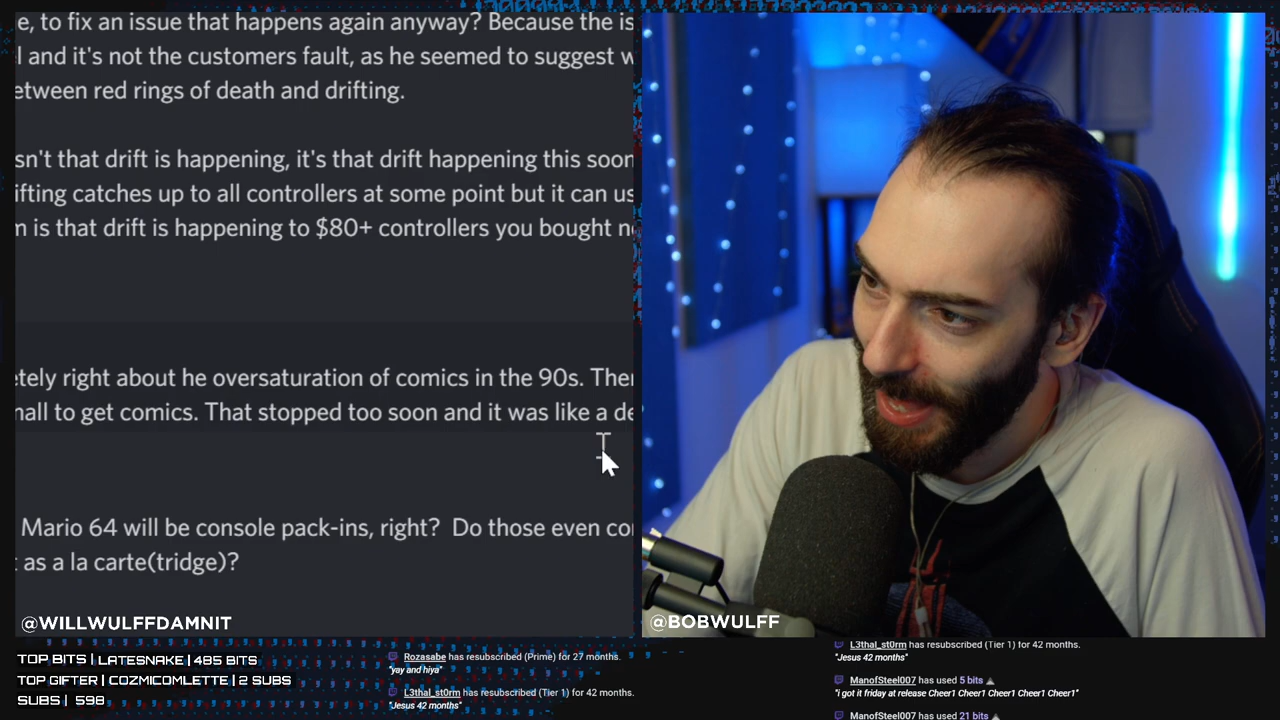 e, to fix an issue that happens again anyway? Because the is
l and it's not the customers fault, as he seemed to suggest w
etween red rings of death and drifting.
sn't that drift is happening, it's that drift happening this soon
ifting catches up to all controllers at some point but it can us
m is that drift is happening to $80+ controllers you bought n
etely right about he oversaturation of comics in the 90s. Ther
nall to get comics. That stopped too soon and it was like a de
Mario 64 will be console pack-ins, right? Do those even co
as a la carte(tridge)?
@WILLWULFFDAMNIT
@BOBWULFF
TOP BITS | LATESNAKE | 485 BITS
TOP GIFTER | COZMICOMLETTE | 2 SUBS
SUBS | 598
Rozasabe has resubscribed (Prime) for 27 months.
"yay and hiya"
L3thal_st0rm has resubscribed (Tier 1) for 42 months.
"Jesus 42 months"
L3thal_st0rm has resubscribed (Tier 1) for 42 months.
"Jesus 42 months"
ManofSteel007 has used 5 bits
"i got it friday at release Cheer1 Cheer1 Cheer1 Cheer1 Cheer1"
ManofSteel007 has used 21 bits